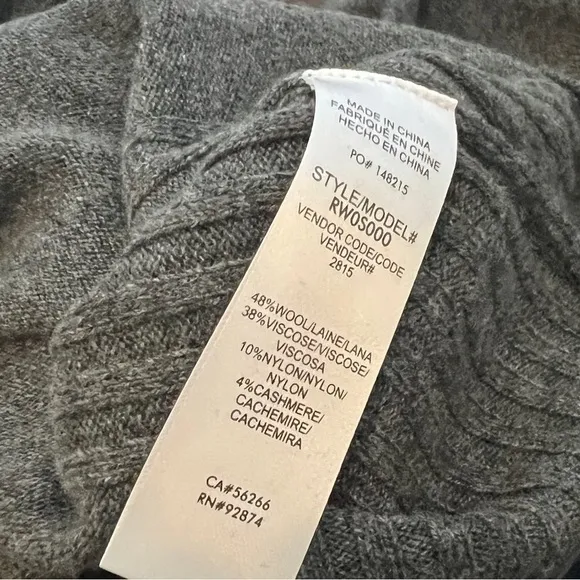 MADE IN CHINA
FABRIQUÉ EN CHINE
HECHO EN CHINA
PO# 148215
STYLE/MODEL#
RW0S000
VENDOR CODE/CODE
VENDEUR#
2815
48%WOOL/LAINE/LANA
38%VISCOSE/VISCOSE/
VISCOSA
10%NYLON/NYLON/
NYLON
4%CASHMERE/
CACHEMIRE/
CACHEMIRA
CA#56266
RN#92874